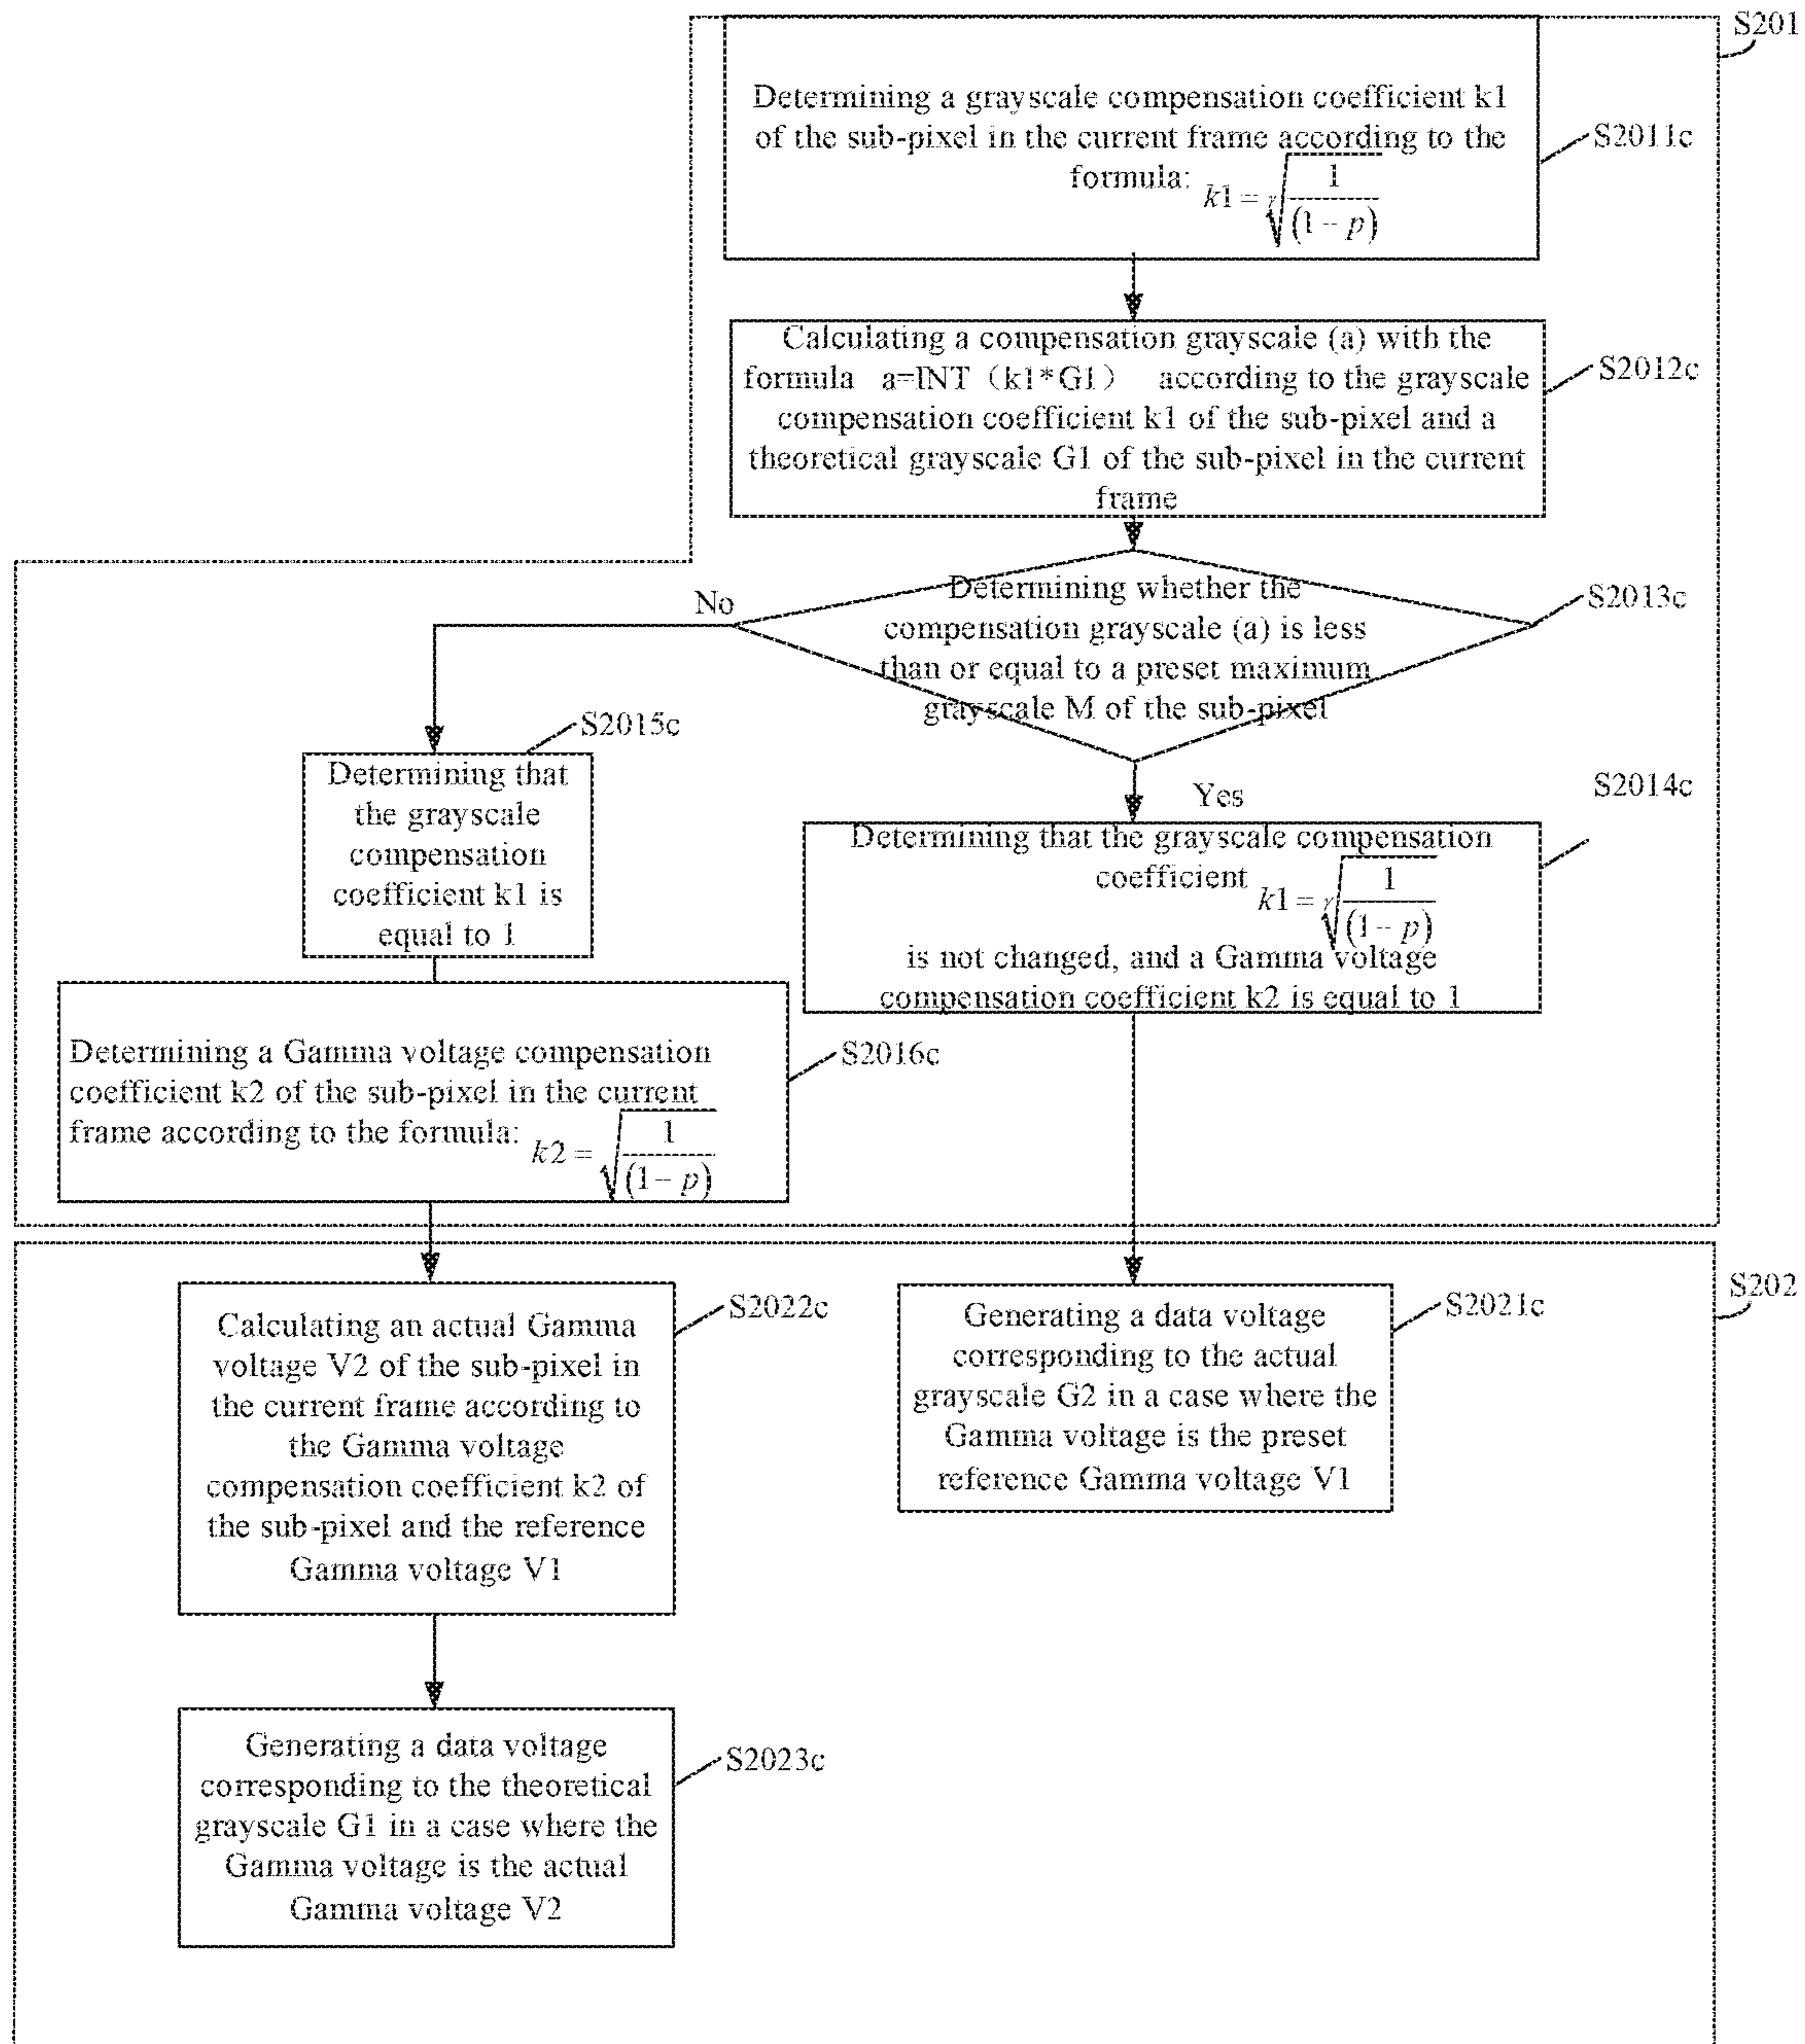 S201
Determining a grayscale compensation coefficient k1
of the sub-pixel in the current frame according to the
formula: k1 = \sqrt[γ]{\frac{1}{(1-p)}}
S2011c
Calculating a compensation grayscale (a) with the
formula a=INT（k1*G1） according to the grayscale
compensation coefficient k1 of the sub-pixel and a
theoretical grayscale G1 of the sub-pixel in the current
frame
S2012c
Determining whether the
compensation grayscale (a) is less
than or equal to a preset maximum
grayscale M of the sub-pixel
S2013c
No
Yes
S2015c
Determining that
the grayscale
compensation
coefficient k1 is
equal to 1
S2014c
Determining that the grayscale compensation
coefficient k1 = \sqrt[γ]{\frac{1}{(1-p)}}
is not changed, and a Gamma voltage
compensation coefficient k2 is equal to 1
Determining a Gamma voltage compensation
coefficient k2 of the sub-pixel in the current
frame according to the formula: k2 = \sqrt{\frac{1}{(1-p)}}
S2016c
S202
Calculating an actual Gamma
voltage V2 of the sub-pixel in
the current frame according to
the Gamma voltage
compensation coefficient k2 of
the sub-pixel and the reference
Gamma voltage V1
S2022c
Generating a data voltage
corresponding to the actual
grayscale G2 in a case where the
Gamma voltage is the preset
reference Gamma voltage V1
S2021c
Generating a data voltage
corresponding to the theoretical
grayscale G1 in a case where the
Gamma voltage is the actual
Gamma voltage V2
S2023c